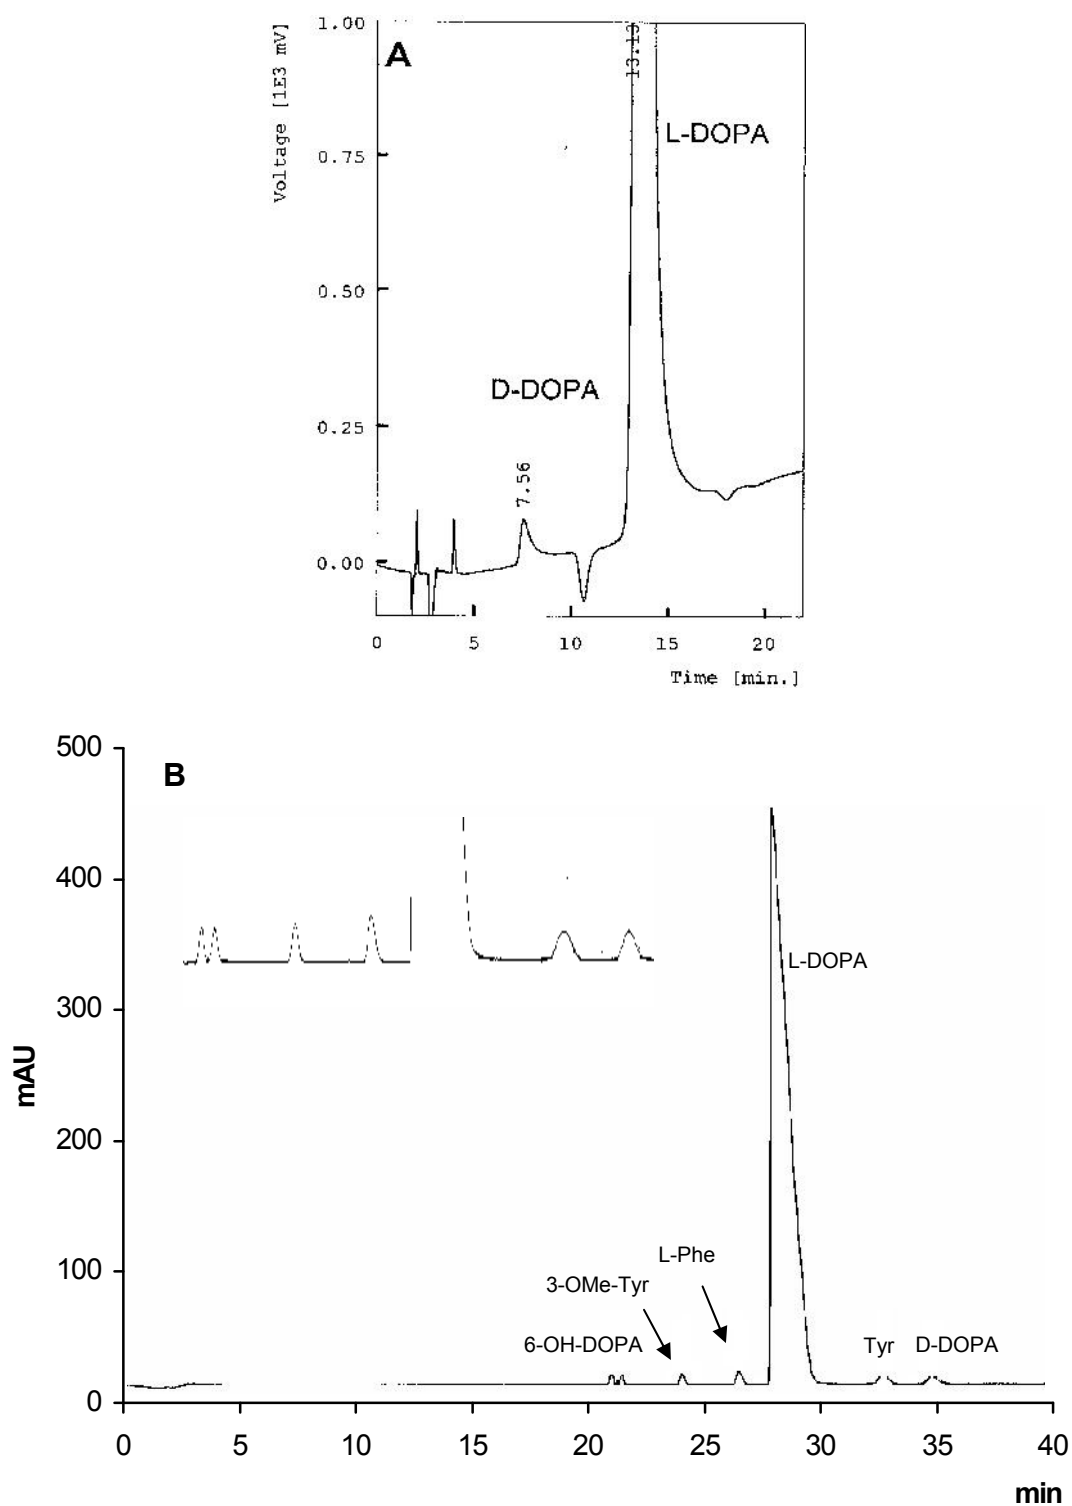 1.00
A
Voltage [1E3 mV]
13.13
L-DOPA
0.75
0.50
D-DOPA
0.25
7.56
0.00
0 5 10 15 20
Time [min.]
500
B
400
L-DOPA
300
mAU
200
100
L-Phe
3-OMe-Tyr
6-OH-DOPA
Tyr D-DOPA
0
0 5 10 15 20 25 30 35 40
min